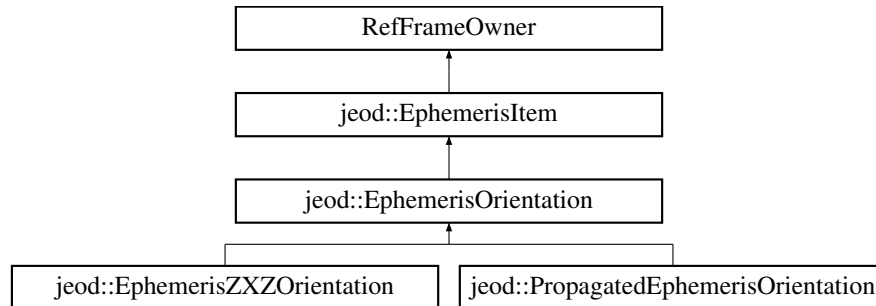 RefFrameOwner
jeod::EphemerisItem
jeod::EphemerisOrientation
jeod::EphemerisZXZOrientation
jeod::PropagatedEphemerisOrientation